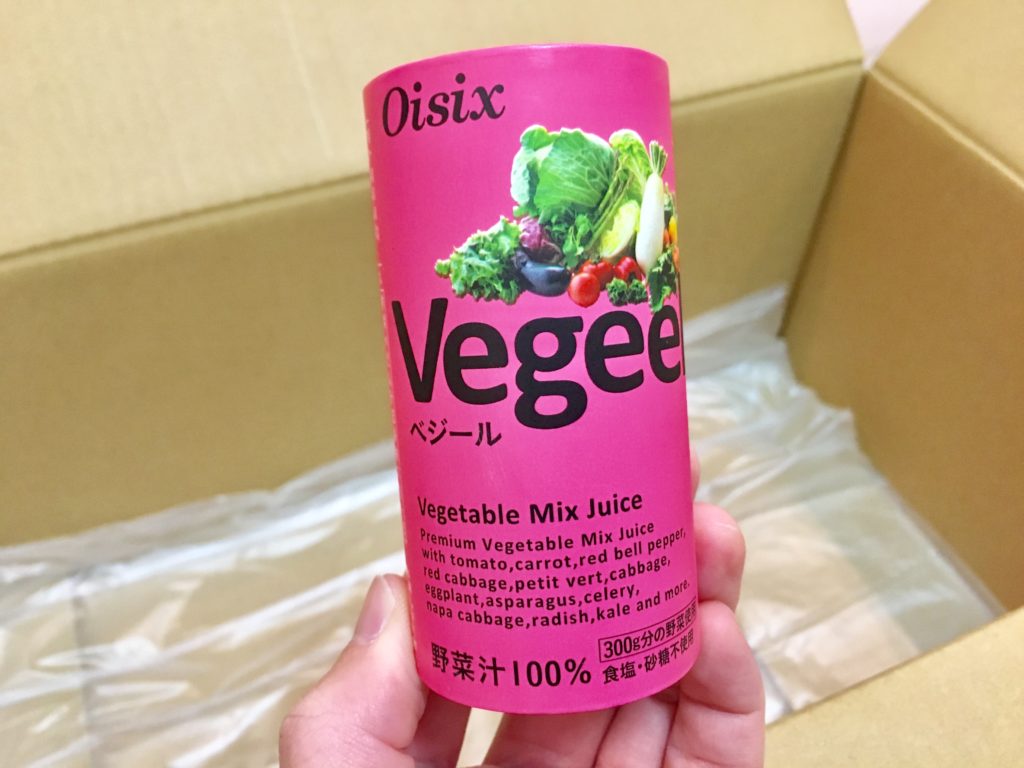 Oisix
Vegeel
ベジール
Vegetable Mix Juice
Premium Vegetable Mix Juice
with tomato,carrot,red bell pepper,
red cabbage,petit vert,cabbage,
eggplant,asparagus,celery,
napa cabbage,radish,kale and more.
野菜汁100%
300g分の野菜使用
食塩・砂糖不使用